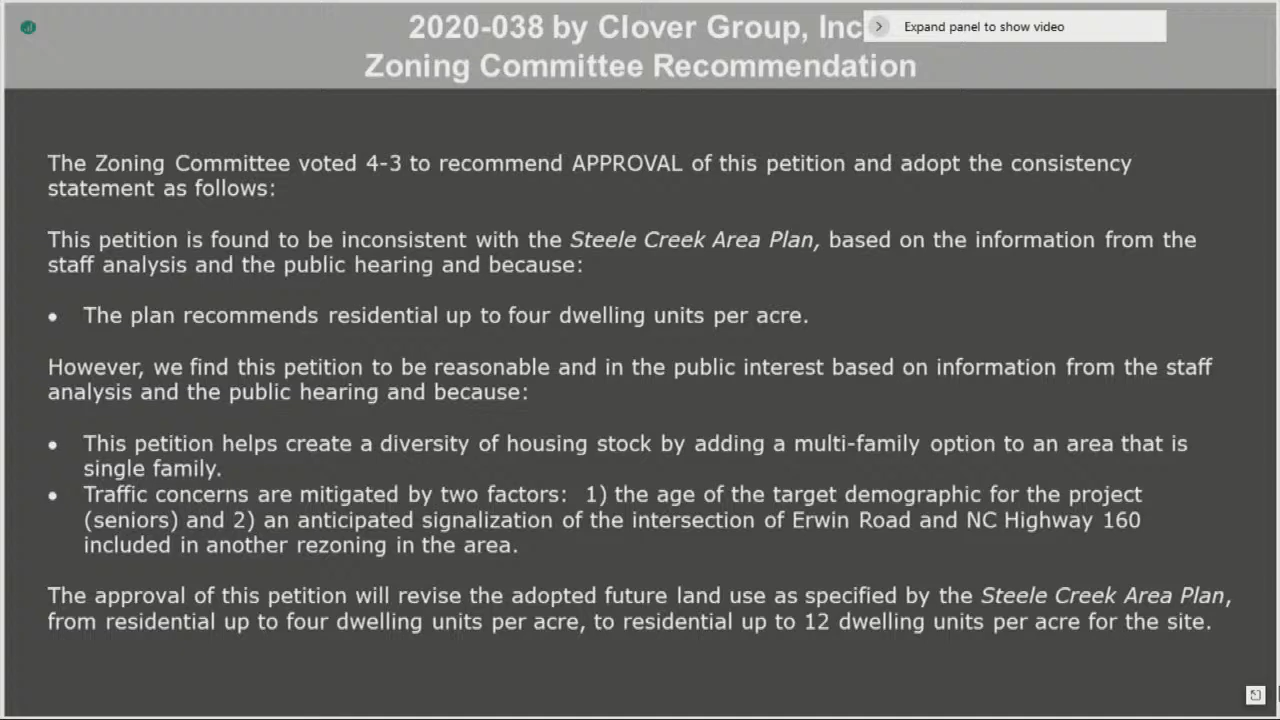 2020-038 by Clover Group, Inc
Expand panel to show video
Zoning Committee Recommendation
The Zoning Committee voted 4-3 to recommend APPROVAL of this petition and adopt the consistency
statement as follows:
This petition is found to be inconsistent with the Steele Creek Area Plan, based on the information from the
staff analysis and the public hearing and because:
• The plan recommends residential up to four dwelling units per acre.
However, we find this petition to be reasonable and in the public interest based on information from the staff
analysis and the public hearing and because:
• This petition helps create a diversity of housing stock by adding a multi-family option to an area that is
single family.
• Traffic concerns are mitigated by two factors: 1) the age of the target demographic for the project
(seniors) and 2) an anticipated signalization of the intersection of Erwin Road and NC Highway 160
included in another rezoning in the area.
The approval of this petition will revise the adopted future land use as specified by the Steele Creek Area Plan,
from residential up to four dwelling units per acre, to residential up to 12 dwelling units per acre for the site.